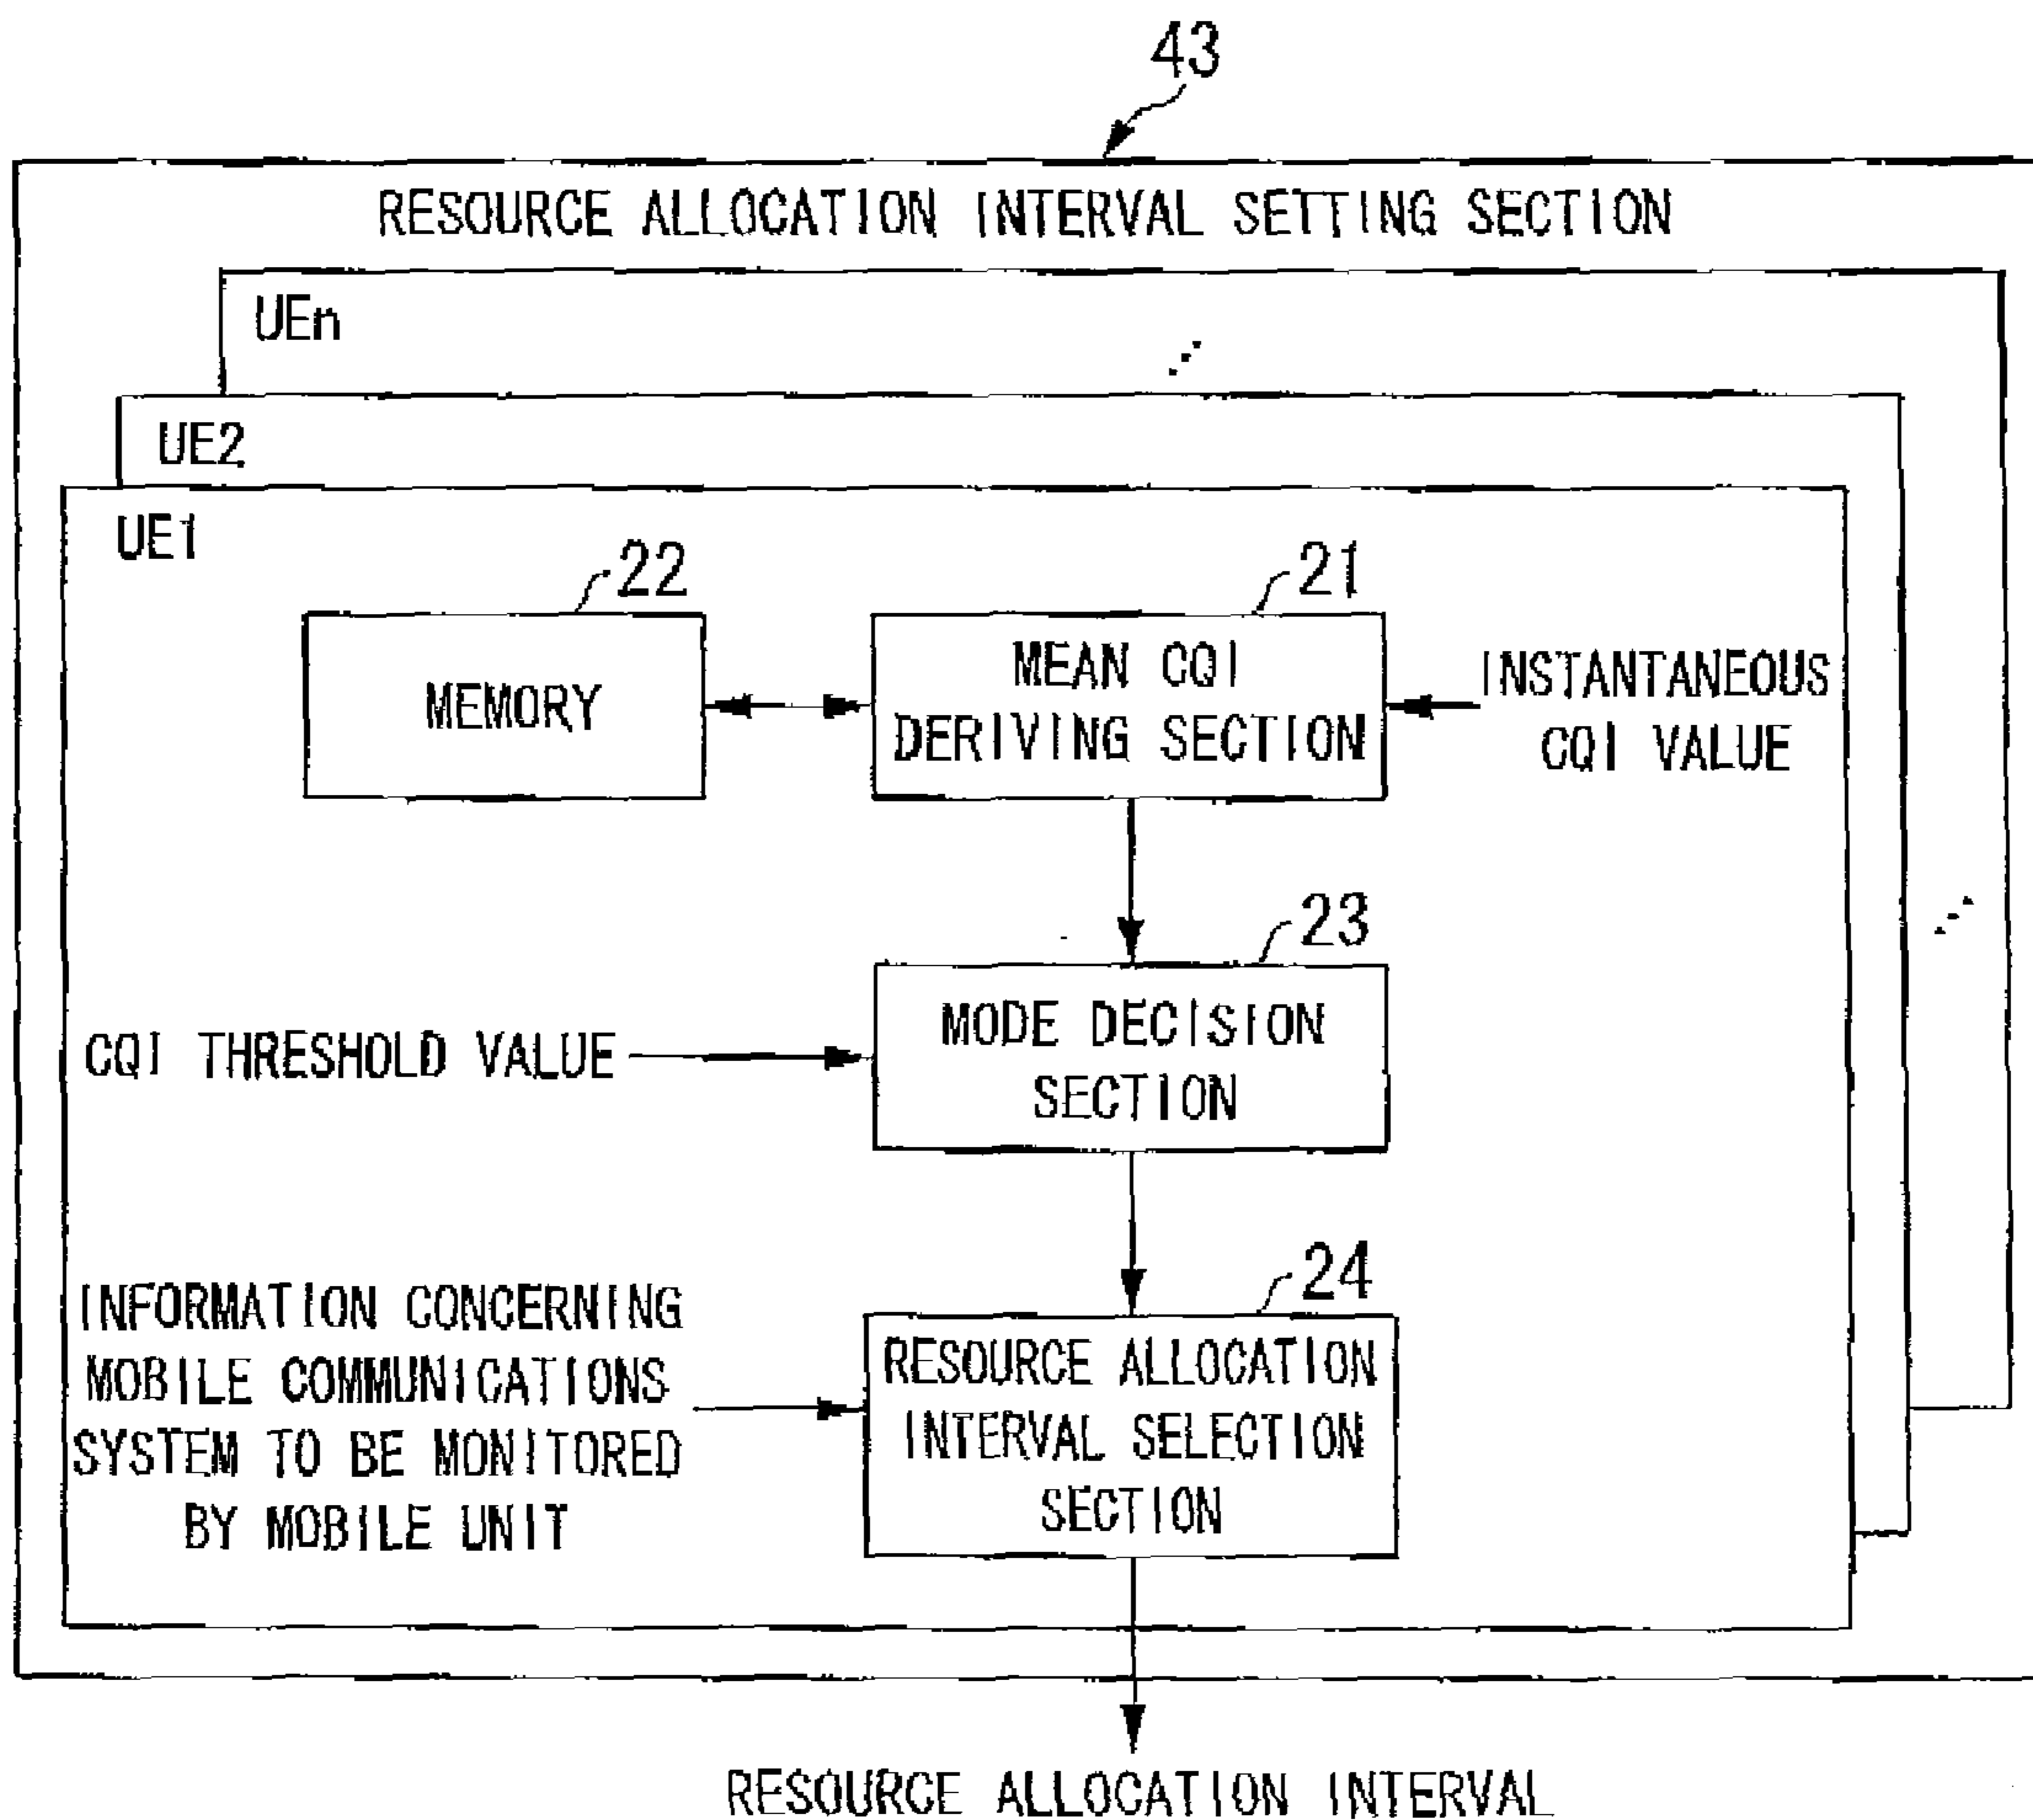 43
RESOURCE ALLOCATION INTERVAL SETTING SECTION
UEn
UE2
UE1
22
21
MEMORY
MEAN CQI
DERIVING SECTION
INSTANTANEOUS
CQI VALUE
23
CQI THRESHOLD VALUE
MODE DECISION
SECTION
24
INFORMATION CONCERNING
MOBILE COMMUNICATIONS
SYSTEM TO BE MONITORED
BY MOBILE UNIT
RESOURCE ALLOCATION
INTERVAL SELECTION
SECTION
RESOURCE ALLOCATION INTERVAL